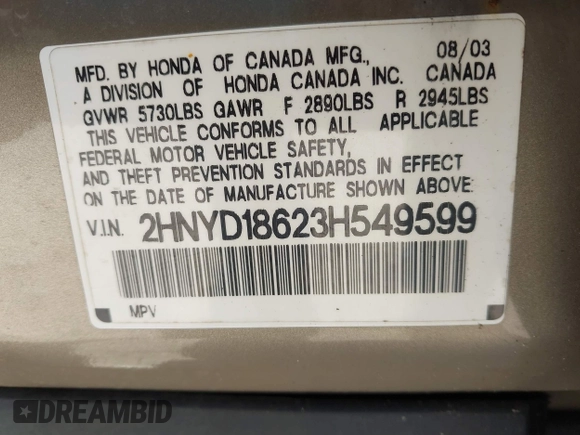 MFD. BY HONDA OF CANADA MFG., 08/03
A DIVISION OF HONDA CANADA INC. CANADA
GVWR 5730LBS GAWR F 2890LBS R 2945LBS
THIS VEHICLE CONFORMS TO ALL APPLICABLE
FEDERAL MOTOR VEHICLE SAFETY,
AND THEFT PREVENTION STANDARDS IN EFFECT
ON THE DATE OF MANUFACTURE SHOWN ABOVE.
V.I.N. 2HNYD18623H549599
MPV
DREAMBID